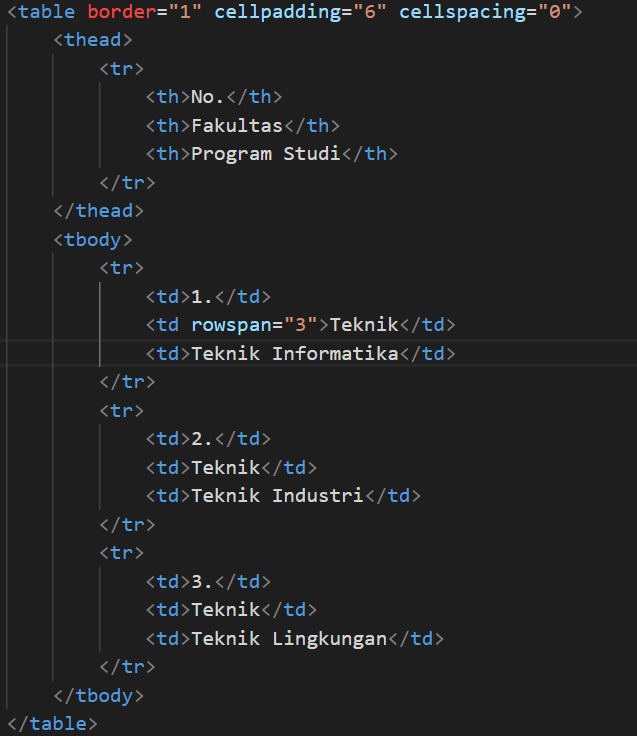 <table border="1" cellpadding="6" cellspacing="0">
    <thead>
        <tr>
            <th>No.</th>
            <th>Fakultas</th>
            <th>Program Studi</th>
        </tr>
    </thead>
    <tbody>
        <tr>
            <td>1.</td>
            <td rowspan="3">Teknik</td>
            <td>Teknik Informatika</td>
        </tr>
        <tr>
            <td>2.</td>
            <td>Teknik</td>
            <td>Teknik Industri</td>
        </tr>
        <tr>
            <td>3.</td>
            <td>Teknik</td>
            <td>Teknik Lingkungan</td>
        </tr>
    </tbody>
</table>